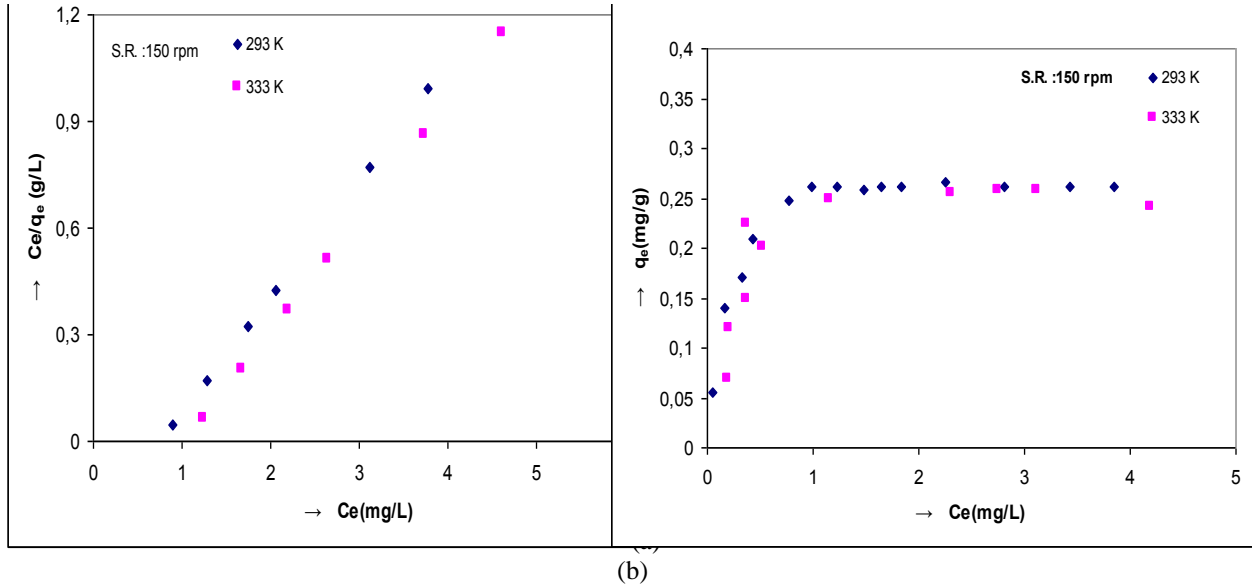 1,2
0,9
0,6
0,3
0
0
1
2
3
4
5
S.R. :150 rpm
293 K
333 K
→ Ce/qe (g/L)
→ Ce(mg/L)
0,4
0,35
0,3
0,25
0,2
0,15
0,1
0,05
0
0
1
2
3
4
5
S.R. :150 rpm
293 K
333 K
→ qe(mg/g)
→ Ce(mg/L)
(b)